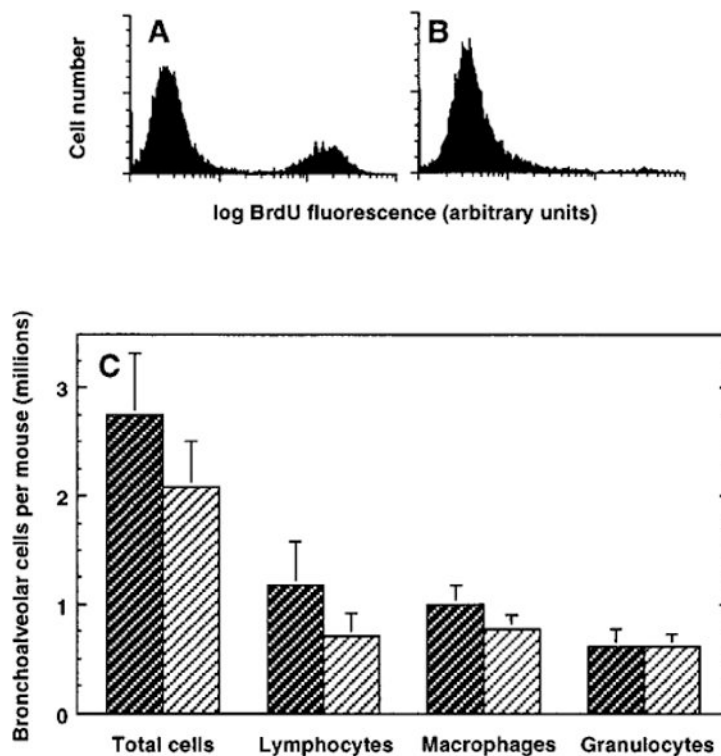 A
B
Cell number
log BrdU fluorescence (arbitrary units)
C
Bronchoalveolar cells per mouse (millions)
3
2
1
0
Total cells Lymphocytes Macrophages Granulocytes